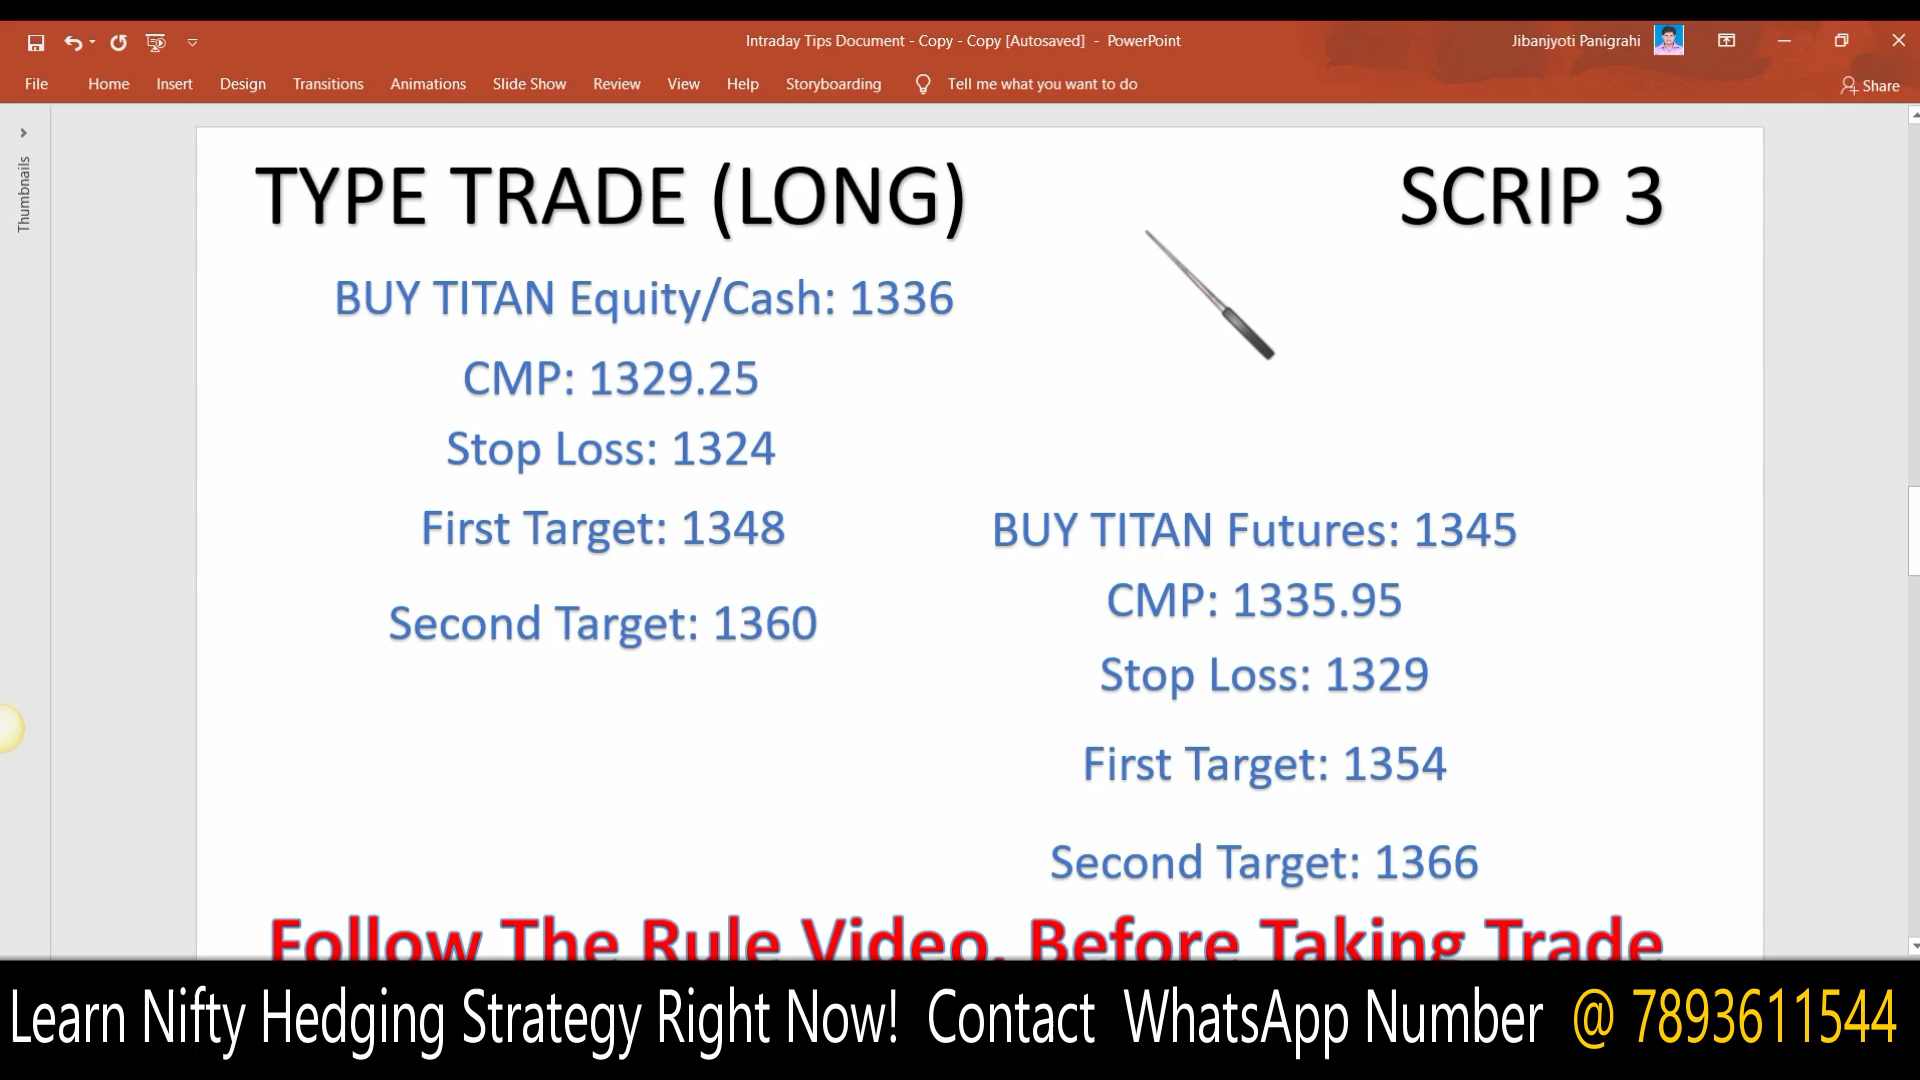 Intraday Tips Document - Copy - Copy [Autosaved] - PowerPoint
Jibanjyoti Panigrahi
File Home Insert Design Transitions Animations Slide Show Review View Help Storyboarding Tell me what you want to do Share
Thumbnails
TYPE TRADE (LONG) SCRIP 3
BUY TITAN Equity/Cash: 1336
CMP: 1329.25
Stop Loss: 1324
First Target: 1348
Second Target: 1360
BUY TITAN Futures: 1345
CMP: 1335.95
Stop Loss: 1329
First Target: 1354
Second Target: 1366
Follow The Rule Video, Before Taking Trade
Learn Nifty Hedging Strategy Right Now! Contact WhatsApp Number @ 7893611544